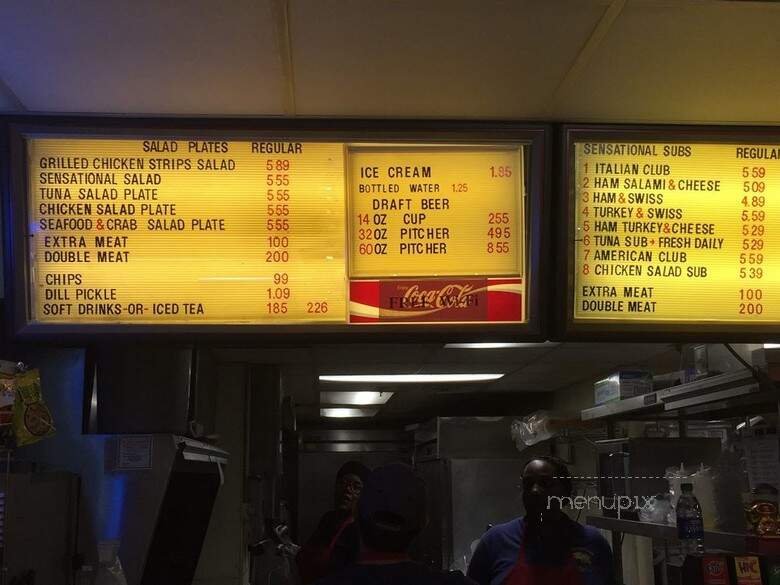 SALAD PLATES REGULAR
GRILLED CHICKEN STRIPS SALAD 5 89
SENSATIONAL SALAD 5 55
TUNA SALAD PLATE 5 55
CHICKEN SALAD PLATE 5 55
SEAFOOD & CRAB SALAD PLATE 5 55
EXTRA MEAT 1 00
DOUBLE MEAT 2 00
CHIPS 99
DILL PICKLE 1.09
SOFT DRINKS-OR-ICED TEA 1 85 2 26
ICE CREAM 1.85
BOTTLED WATER 1.25
DRAFT BEER
14 OZ CUP 2 55
32 OZ PITCHER 4 95
60 OZ PITCHER 8 55
Coca-Cola
FREE Wi-Fi
SENSATIONAL SUBS REGULA
1 ITALIAN CLUB 5 59
2 HAM SALAMI & CHEESE 5 09
3 HAM & SWISS 4.89
4 TURKEY & SWISS 5.59
5 HAM TURKEY & CHEESE 5 29
6 TUNA SUB + FRESH DAILY 5 29
7 AMERICAN CLUB 5 59
8 CHICKEN SALAD SUB 5 39
EXTRA MEAT 1 00
DOUBLE MEAT 2 00
menupix